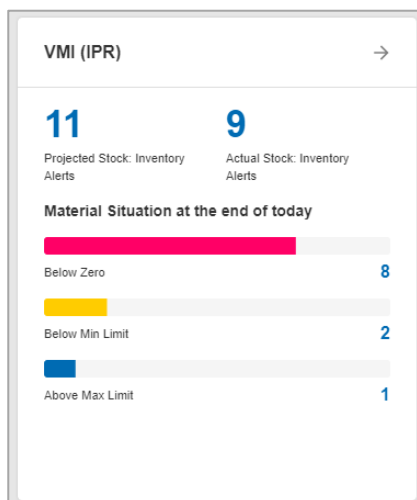 VMI (IPR)
11
9
Projected Stock: Inventory
Alerts
Actual Stock: Inventory
Alerts
Material Situation at the end of today
Below Zero
8
Below Min Limit
2
Above Max Limit
1